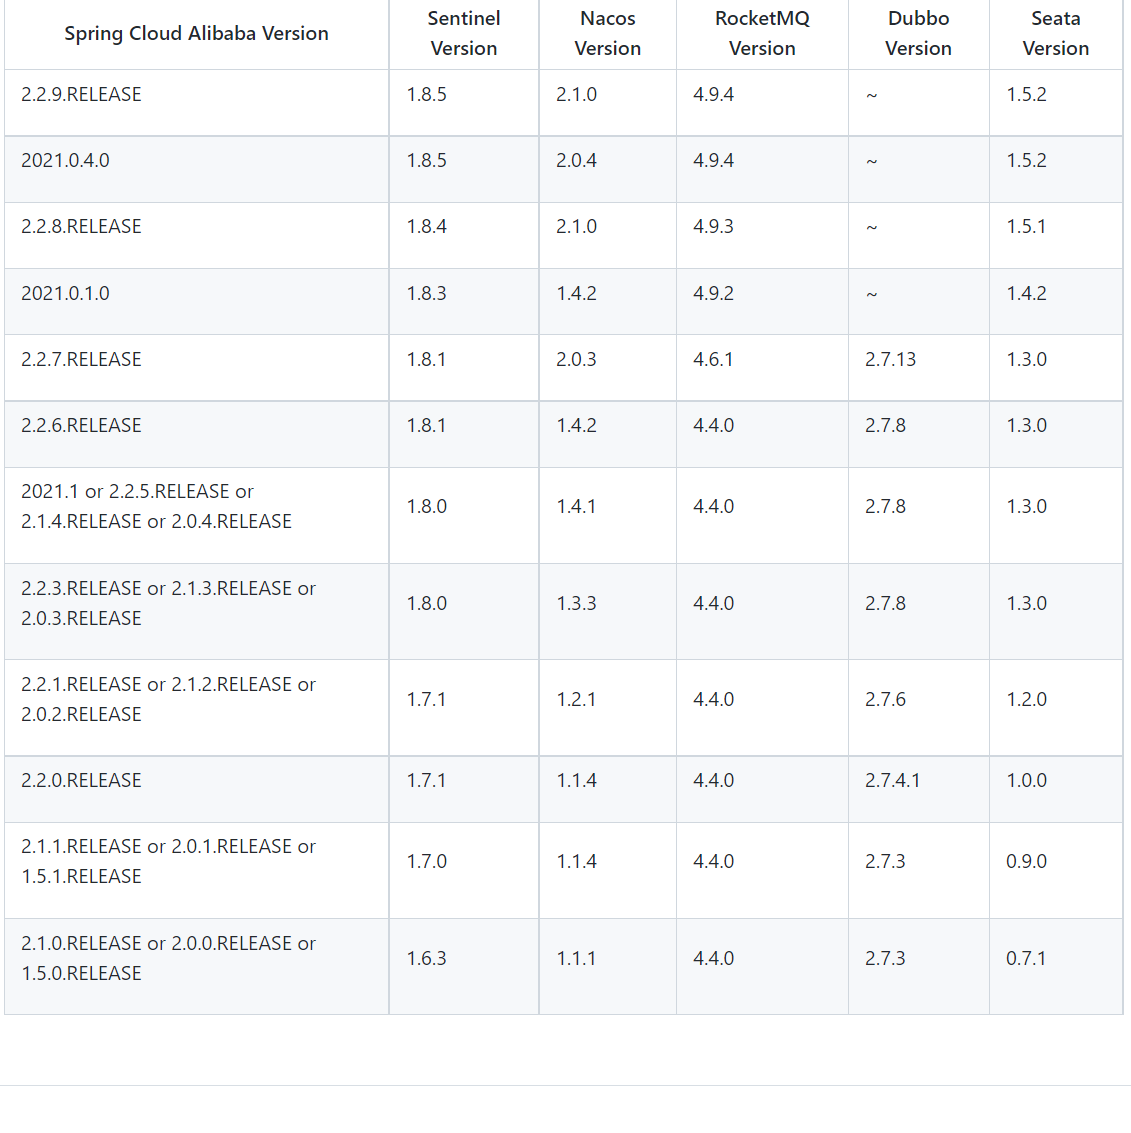 Spring Cloud Alibaba Version Sentinel Version Nacos Version RocketMQ Version Dubbo Version Seata Version
2.2.9.RELEASE 1.8.5 2.1.0 4.9.4 ~ 1.5.2
2021.0.4.0 1.8.5 2.0.4 4.9.4 ~ 1.5.2
2.2.8.RELEASE 1.8.4 2.1.0 4.9.3 ~ 1.5.1
2021.0.1.0 1.8.3 1.4.2 4.9.2 ~ 1.4.2
2.2.7.RELEASE 1.8.1 2.0.3 4.6.1 2.7.13 1.3.0
2.2.6.RELEASE 1.8.1 1.4.2 4.4.0 2.7.8 1.3.0
2021.1 or 2.2.5.RELEASE or
2.1.4.RELEASE or 2.0.4.RELEASE 1.8.0 1.4.1 4.4.0 2.7.8 1.3.0
2.2.3.RELEASE or 2.1.3.RELEASE or
2.0.3.RELEASE 1.8.0 1.3.3 4.4.0 2.7.8 1.3.0
2.2.1.RELEASE or 2.1.2.RELEASE or
2.0.2.RELEASE 1.7.1 1.2.1 4.4.0 2.7.6 1.2.0
2.2.0.RELEASE 1.7.1 1.1.4 4.4.0 2.7.4.1 1.0.0
2.1.1.RELEASE or 2.0.1.RELEASE or
1.5.1.RELEASE 1.7.0 1.1.4 4.4.0 2.7.3 0.9.0
2.1.0.RELEASE or 2.0.0.RELEASE or
1.5.0.RELEASE 1.6.3 1.1.1 4.4.0 2.7.3 0.7.1